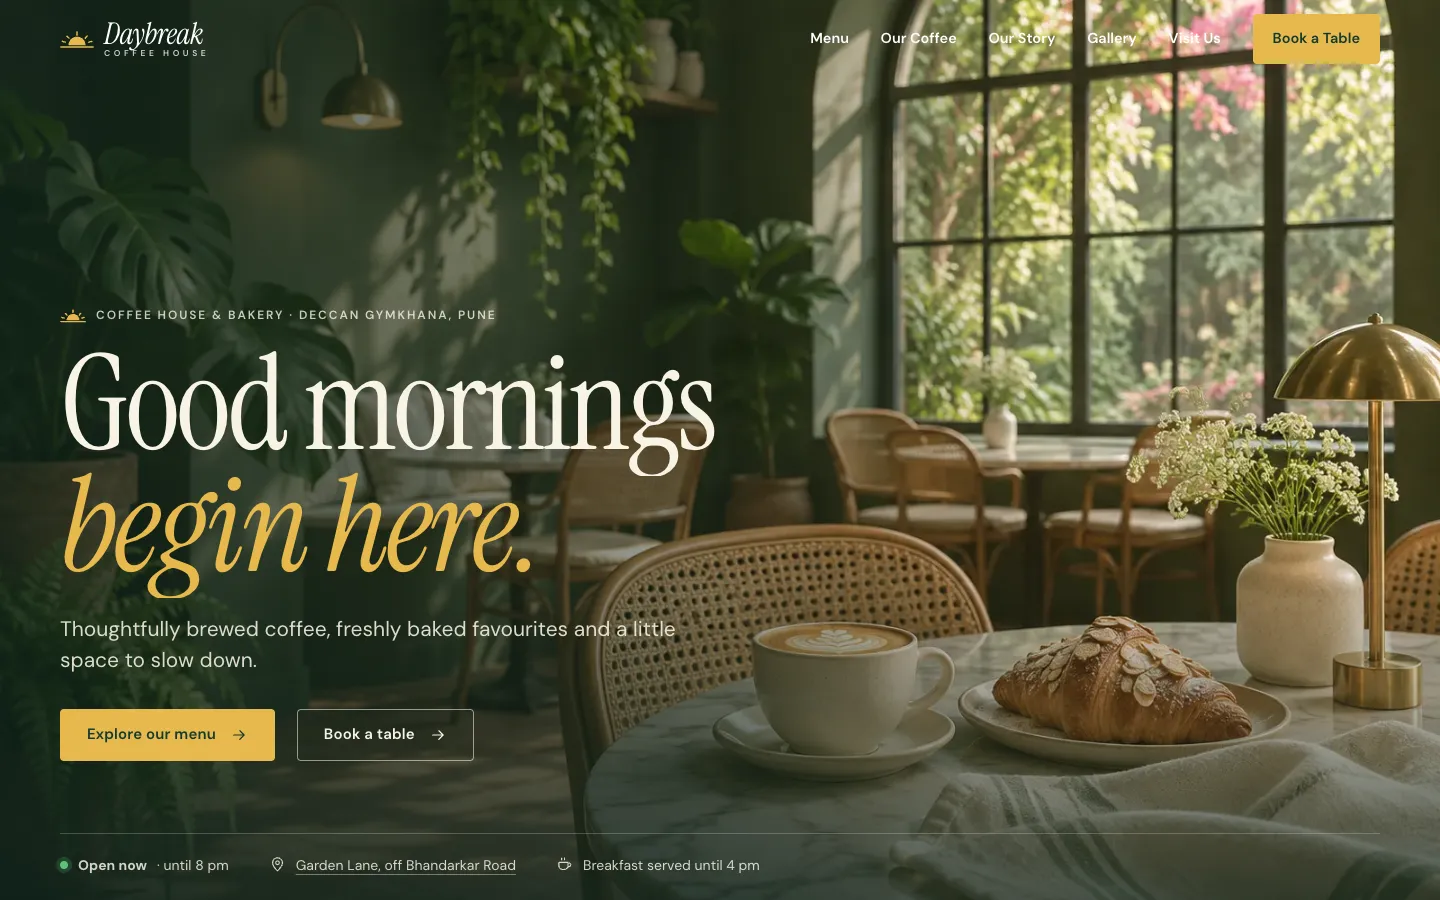 Daybreak
COFFEE HOUSE
Menu
Our Coffee
Our Story
Gallery
Visit Us
Book a Table
COFFEE HOUSE & BAKERY · DECCAN GYMKHANA, PUNE
Good mornings
begin here.
Thoughtfully brewed coffee, freshly baked favourites and a little
space to slow down.
Explore our menu →
Book a table →
Open now · until 8 pm
Garden Lane, off Bhandarkar Road
Breakfast served until 4 pm